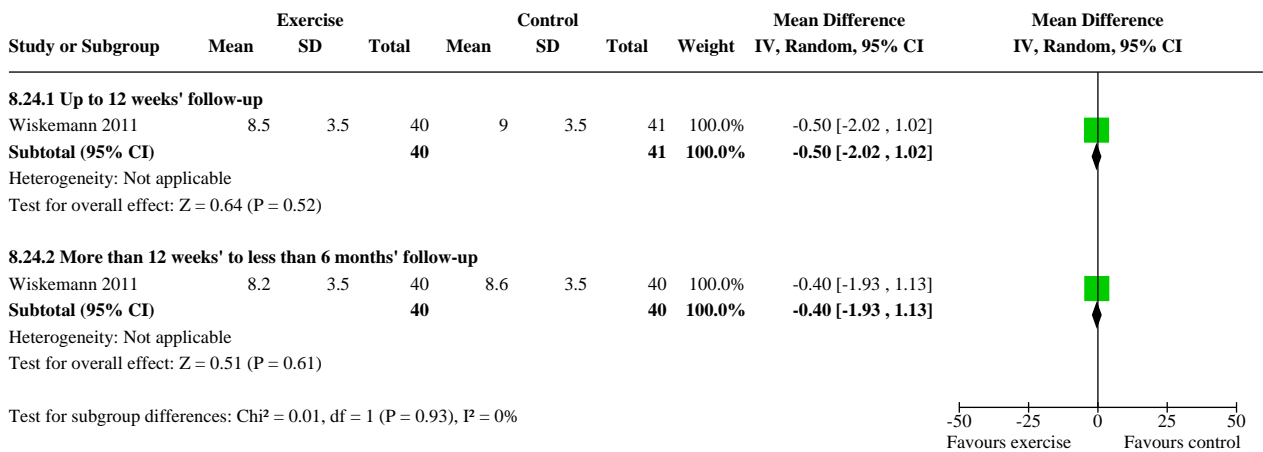 Exercise Control Mean Difference Mean Difference
Study or Subgroup Mean SD Total Mean SD Total Weight IV, Random, 95% CI IV, Random, 95% CI
8.24.1 Up to 12 weeks' follow-up
Wiskemann 2011 8.5 3.5 40 9 3.5 41 100.0% -0.50 [-2.02 , 1.02]
Subtotal (95% CI) 40 41 100.0% -0.50 [-2.02 , 1.02]
Heterogeneity: Not applicable
Test for overall effect: Z = 0.64 (P = 0.52)
8.24.2 More than 12 weeks' to less than 6 months' follow-up
Wiskemann 2011 8.2 3.5 40 8.6 3.5 40 100.0% -0.40 [-1.93 , 1.13]
Subtotal (95% CI) 40 40 100.0% -0.40 [-1.93 , 1.13]
Heterogeneity: Not applicable
Test for overall effect: Z = 0.51 (P = 0.61)
Test for subgroup differences: Chi² = 0.01, df = 1 (P = 0.93), I² = 0%
-50 -25 0 25 50
Favours exercise Favours control